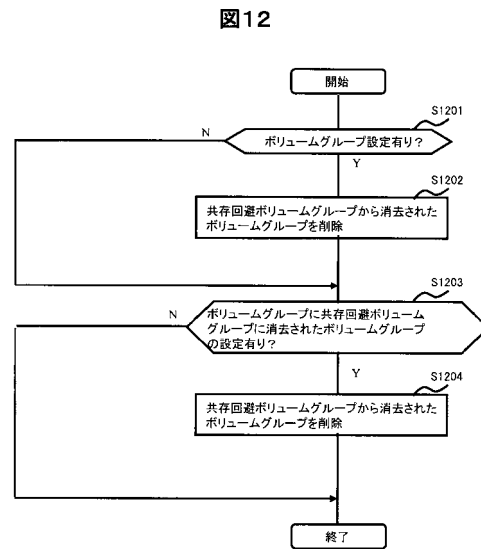 図12
開始
S1201
N
ボリュームグループ設定有り？
Y
S1202
共存回避ボリュームグループから消去された
ボリュームグループを削除
S1203
N
ボリュームグループに共存回避ボリューム
グループに消去されたボリュームグループ
の設定有り？
Y
S1204
共存回避ボリュームグループから消去された
ボリュームグループを削除
終了